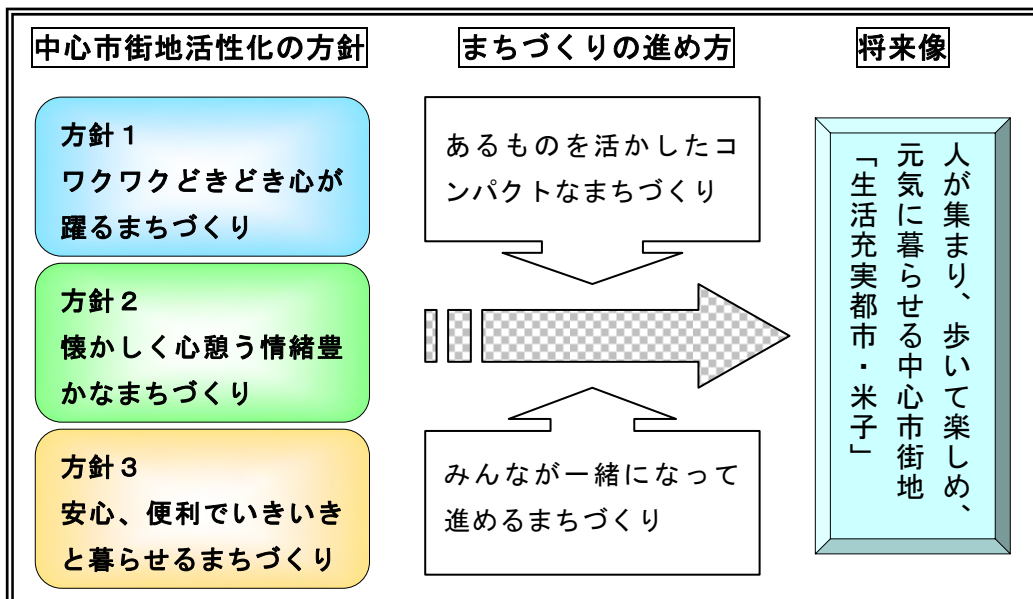 中心市街地活性化の方針
まちづくりの進め方
将来像
方針１
ワクワクどきどき心が
躍るまちづくり
方針２
懐かしく心憩う情緒豊
かなまちづくり
方針３
安心、便利でいきいき
と暮らせるまちづくり
あるものを活かしたコ
ンパクトなまちづくり
みんなが一緒になって
進めるまちづくり
人が集まり、歩いて楽しめ、
元気に暮らせる中心市街地
「生活充実都市・米子」